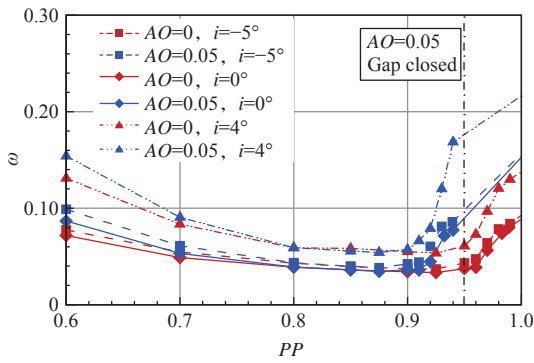 0.30
0.20
0.10
0.00
ω
AO=0, i=−5°
AO=0.05, i=−5°
AO=0, i=0°
AO=0.05, i=0°
AO=0, i=4°
AO=0.05, i=4°
AO=0.05
Gap closed
0.6 0.7 0.8 0.9 1.0
PP